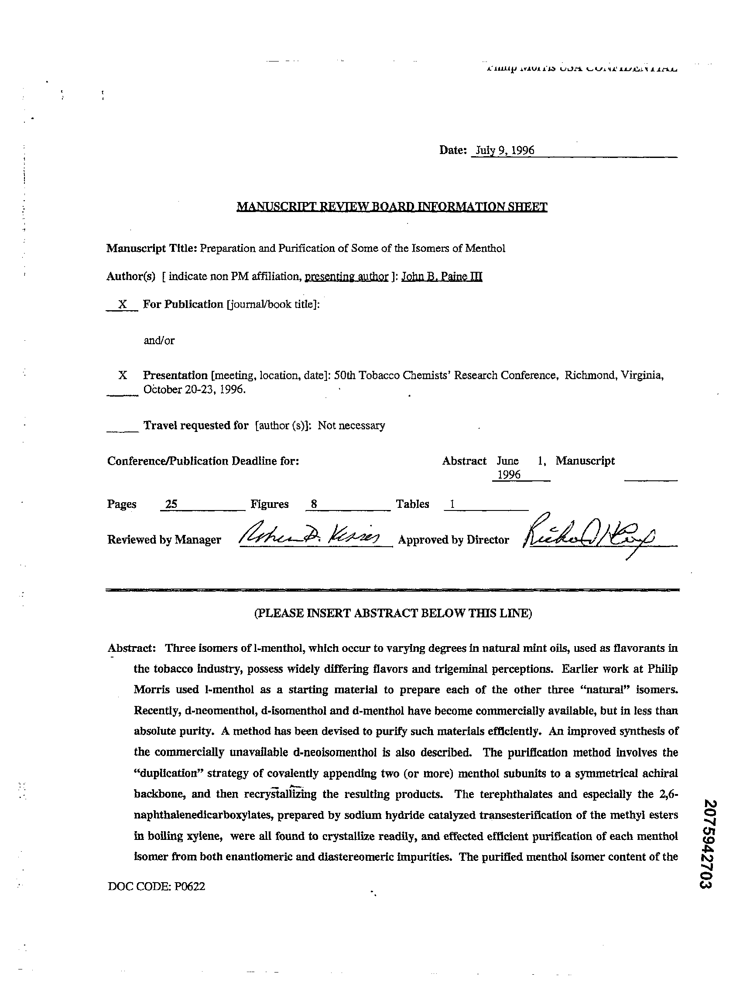 Philip Morris USA CONFIDENTIAL
Date: July 9, 1996
MANUSCRIPT REVIEW BOARD INFORMATION SHEET
Manuscript Title: Preparation and Purification of Some of the Isomers of Menthol
Author(s) [ indicate non PM affiliation, presenting author ]: John B. Paine III
X For Publication [journal/book title]:
and/or
X Presentation [meeting, location, date]: 50th Tobacco Chemists' Research Conference, Richmond, Virginia,
October 20-23, 1996.
Travel requested for [author (s)]: Not necessary
Conference/Publication Deadline for: Abstract June 1, Manuscript
1996
Pages 25 Figures 8 Tables 1
Reviewed by Manager Approved by Director
(PLEASE INSERT ABSTRACT BELOW THIS LINE)
Abstract: Three isomers of l-menthol, which occur to varying degrees in natural mint oils, used as flavorants in
the tobacco industry, possess widely differing flavors and trigeminal perceptions. Earlier work at Philip
Morris used l-menthol as a starting material to prepare each of the other three “natural” isomers.
Recently, d-neomenthol, d-isomenthol and d-menthol have become commercially available, but in less than
absolute purity. A method has been devised to purify such materials efficiently. An improved synthesis of
the commercially unavailable d-neoisomenthol is also described. The purification method involves the
“duplication” strategy of covalently appending two (or more) menthol subunits to a symmetrical achiral
backbone, and then recrystallizing the resulting products. The terephthalates and especially the 2,6-
naphthalenedicarboxylates, prepared by sodium hydride catalyzed transesterification of the methyl esters
in boiling xylene, were all found to crystallize readily, and effected efficient purification of each menthol
isomer from both enantiomeric and diastereomeric impurities. The purified menthol isomer content of the
DOC CODE: P0622
2075942703